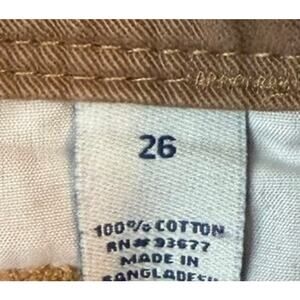 26
100% COTTON
RN# 93677
MADE IN
BANGLADESH